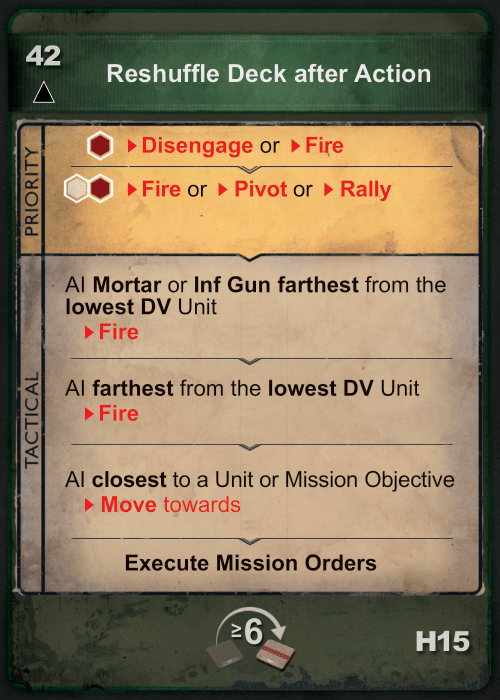 42
Reshuffle Deck after Action
PRIORITY
Disengage or Fire
Fire or Pivot or Rally
TACTICAL
AI Mortar or Inf Gun farthest from the
lowest DV Unit
Fire
AI farthest from the lowest DV Unit
Fire
AI closest to a Unit or Mission Objective
Move towards
Execute Mission Orders
≥6
H15